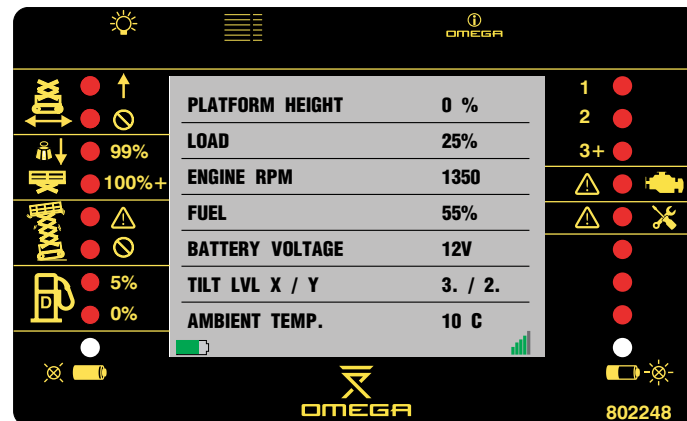 OMEGA
PLATFORM HEIGHT 0 %
LOAD 25%
ENGINE RPM 1350
FUEL 55%
BATTERY VOLTAGE 12V
TILT LVL X / Y 3. / 2.
AMBIENT TEMP. 10 C
99%
100%+
D
5%
0%
1
2
3+
OMEGA
802248